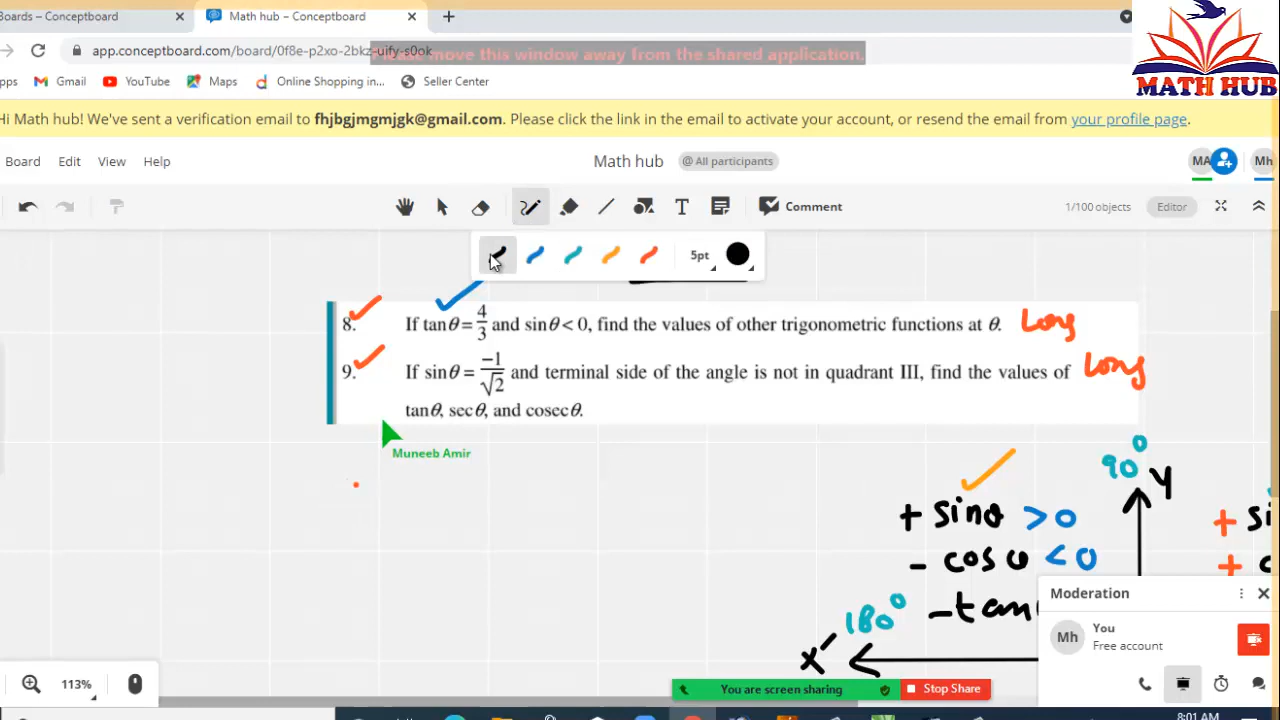 Boards – Conceptboard
Math hub – Conceptboard
app.conceptboard.com/board/0f8e-p2xo-2bkz-uify-s0ok
Please move this window away from the shared application.
MATH HUB
Gmail
YouTube
Maps
Online Shopping in...
Seller Center
Hi Math hub! We've sent a verification email to fhjbgjmgmjgk@gmail.com. Please click the link in the email to activate your account, or resend the email from your profile page.
Board Edit View Help
Math hub @ All participants
MA Mh
Comment
1/100 objects
Editor
5pt
8. If tanθ = 4/3 and sinθ < 0, find the values of other trigonometric functions at θ. Long
9. If sinθ = −1/√2 and terminal side of the angle is not in quadrant III, find the values of Long
tanθ, secθ, and cosecθ.
Muneeb Amir
90° Y
+ sinθ > 0
+ si
- cosθ < 0
+ c
- tan
180°
X′
Moderation
Mh
You
Free account
113%
You are screen sharing
Stop Share
8:01 AM